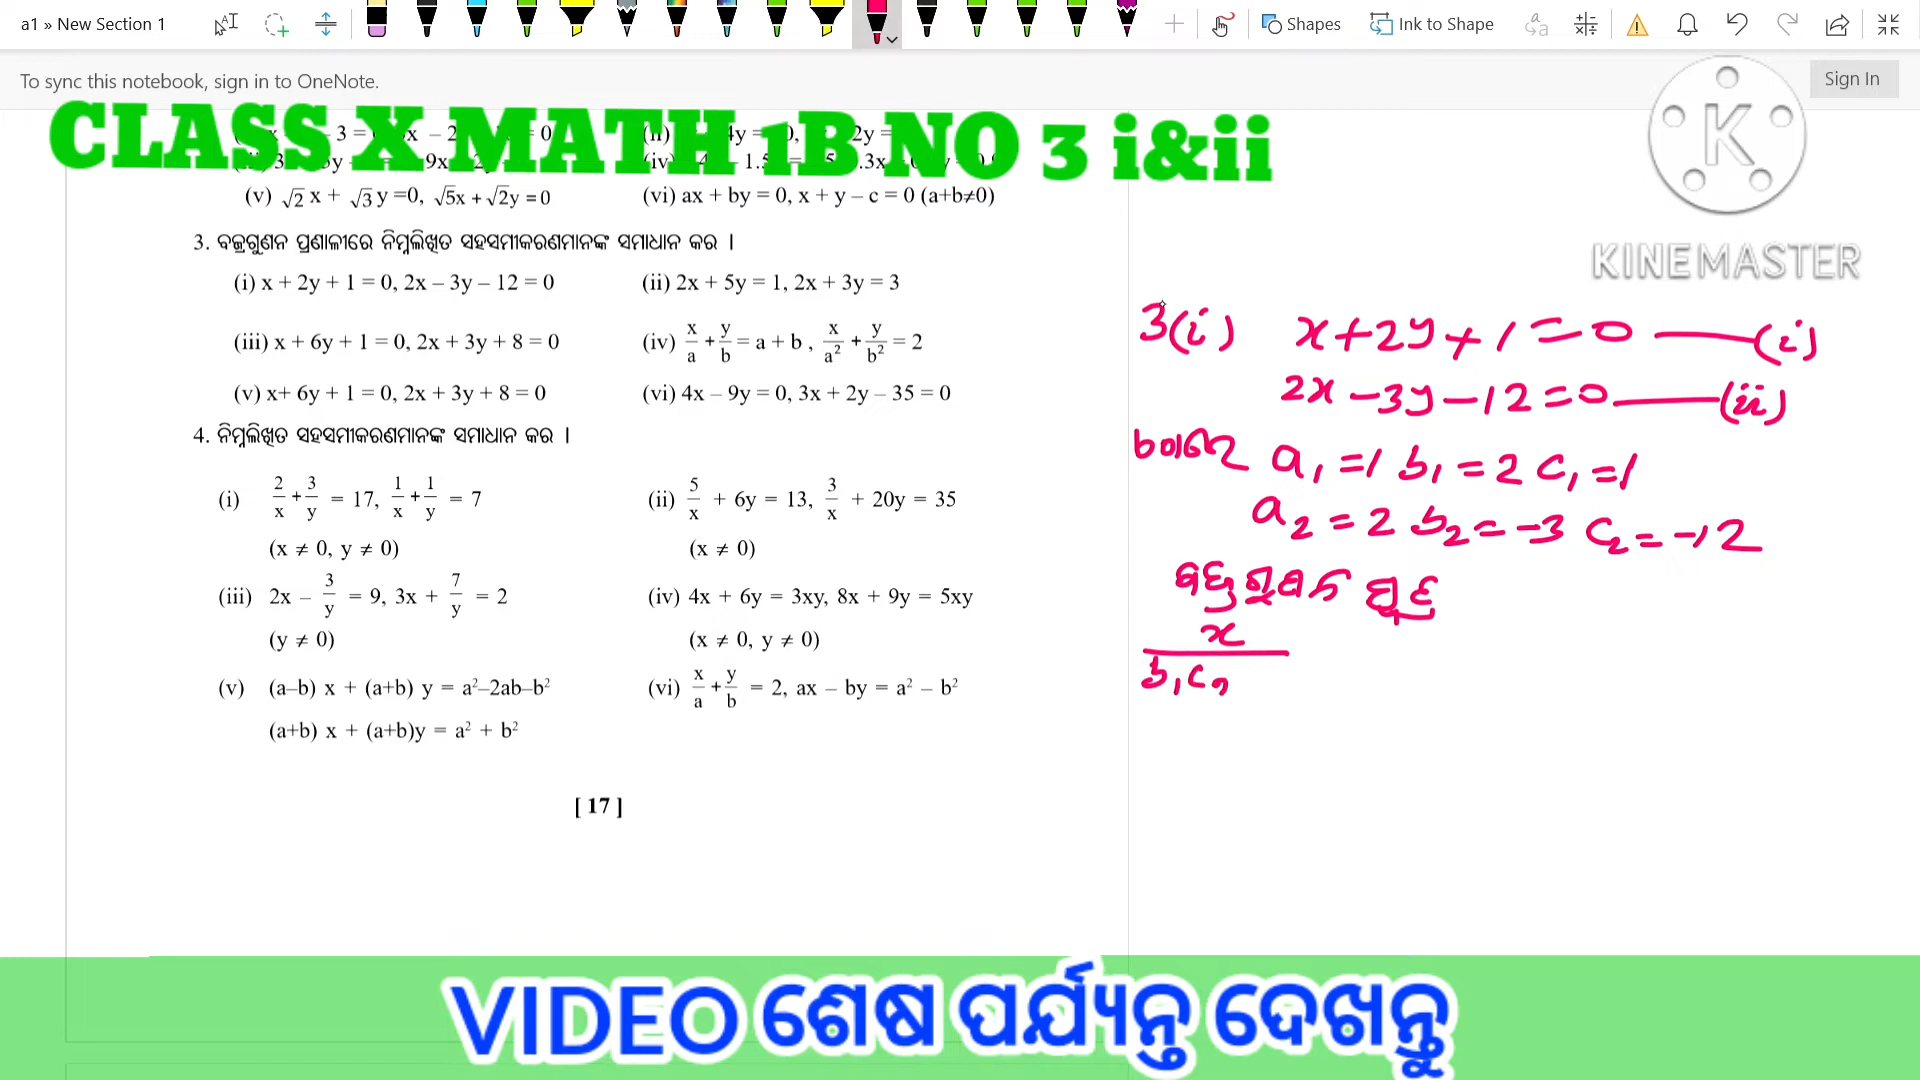 a1 » New Section 1
Shapes
Ink to Shape
To sync this notebook, sign in to OneNote.
Sign In
K
KINEMASTER
CLASS X MATH 1B NO 3 i&ii
(v) √2 x + √3 y =0, √5x + √2y = 0
(vi) ax + by = 0, x + y – c = 0 (a+b≠0)
3. ବଜ୍ରଗୁଣନ ପ୍ରଣାଳୀରେ ନିମ୍ନଲିଖିତ ସହସମୀକରଣମାନଙ୍କ ସମାଧାନ କର ।
(i) x + 2y + 1 = 0, 2x – 3y – 12 = 0
(ii) 2x + 5y = 1, 2x + 3y = 3
(iii) x + 6y + 1 = 0, 2x + 3y + 8 = 0
(iv) x/a + y/b = a + b , x/a² + y/b² = 2
(v) x+ 6y + 1 = 0, 2x + 3y + 8 = 0
(vi) 4x – 9y = 0, 3x + 2y – 35 = 0
4. ନିମ୍ନଲିଖିତ ସହସମୀକରଣମାନଙ୍କ ସମାଧାନ କର ।
(i) 2/x + 3/y = 17, 1/x + 1/y = 7
(x ≠ 0, y ≠ 0)
(ii) 5/x + 6y = 13, 3/x + 20y = 35
(x ≠ 0)
(iii) 2x – 3/y = 9, 3x + 7/y = 2
(y ≠ 0)
(iv) 4x + 6y = 3xy, 8x + 9y = 5xy
(x ≠ 0, y ≠ 0)
(v) (a–b) x + (a+b) y = a²–2ab–b²
(a+b) x + (a+b)y = a² + b²
(vi) x/a + y/b = 2, ax – by = a² – b²
[ 17 ]
3(i) x+2y+1=0 —(i)
2x-3y-12=0 —(ii)
a₁=1 b₁=2 c₁=1
a₂=2 b₂=-3 c₂=-12
x
b₁c₂
VIDEO ଶେଷ ପର୍ଯ୍ୟନ୍ତ ଦେଖନ୍ତୁ